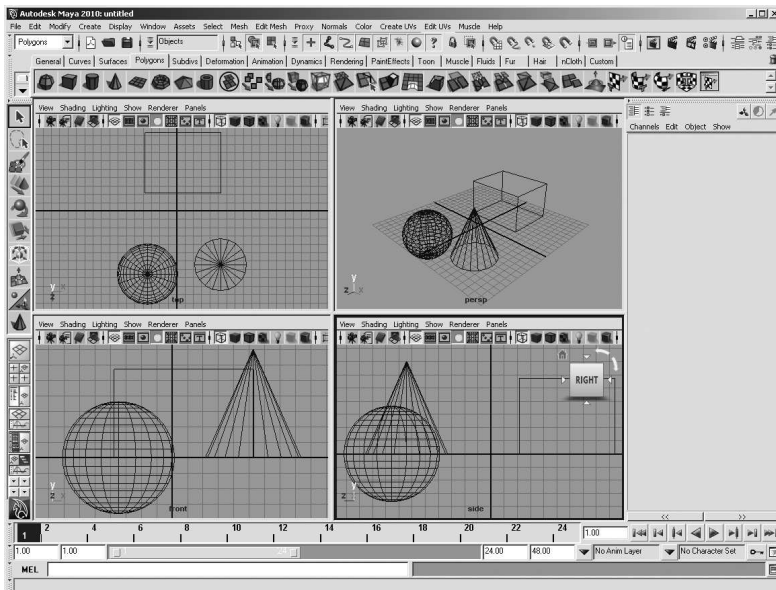 Autodesk Maya 2010: untitled
File Edit Modify Create Display Window Assets Select Mesh Edit Mesh Proxy Normals Color Create UVs Edit UVs Muscle Help
Polygons Objects
General Curves Surfaces Polygons Subdivs Deformation Animation Dynamics Rendering PaintEffects Toon Muscle Fluids Fur Hair nCloth Custom
View Shading Lighting Show Renderer Panels
top
View Shading Lighting Show Renderer Panels
persp
Channels Edit Object Show
View Shading Lighting Show Renderer Panels
front
View Shading Lighting Show Renderer Panels
RIGHT
side
1 2 4 6 8 10 12 14 16 18 20 22 24 1.00
1.00 1.00 24.00 48.00 No Anim Layer No Character Set
MEL